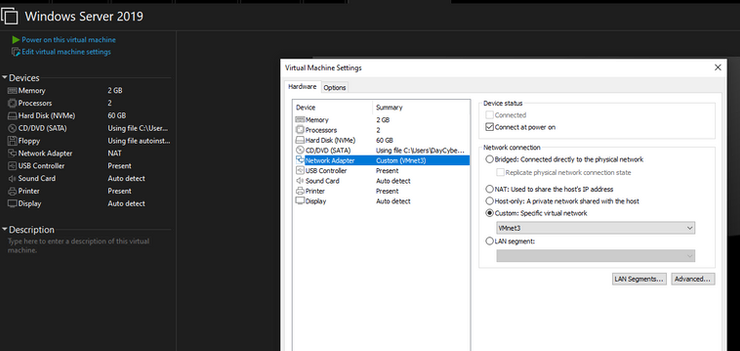 Windows Server 2019
Power on this virtual machine
Edit virtual machine settings
Devices
Memory 2 GB
Processors 2
Hard Disk (NVMe) 60 GB
CD/DVD (SATA) Using file C:\User...
Floppy Using file autoinst...
Network Adapter NAT
USB Controller Present
Sound Card Auto detect
Printer Present
Display Auto detect
Description
Type here to enter a description of this virtual
machine.
Virtual Machine Settings
Hardware Options
Device Summary
Memory 2 GB
Processors 2
Hard Disk (NVMe) 60 GB
CD/DVD (SATA) Using file C:\Users\DayCybe...
Network Adapter Custom (VMnet3)
USB Controller Present
Sound Card Auto detect
Printer Present
Display Auto detect
Device status
Connected
Connect at power on
Network connection
Bridged: Connected directly to the physical network
Replicate physical network connection state
NAT: Used to share the host's IP address
Host-only: A private network shared with the host
Custom: Specific virtual network
VMnet3
LAN segment:
LAN Segments... Advanced...